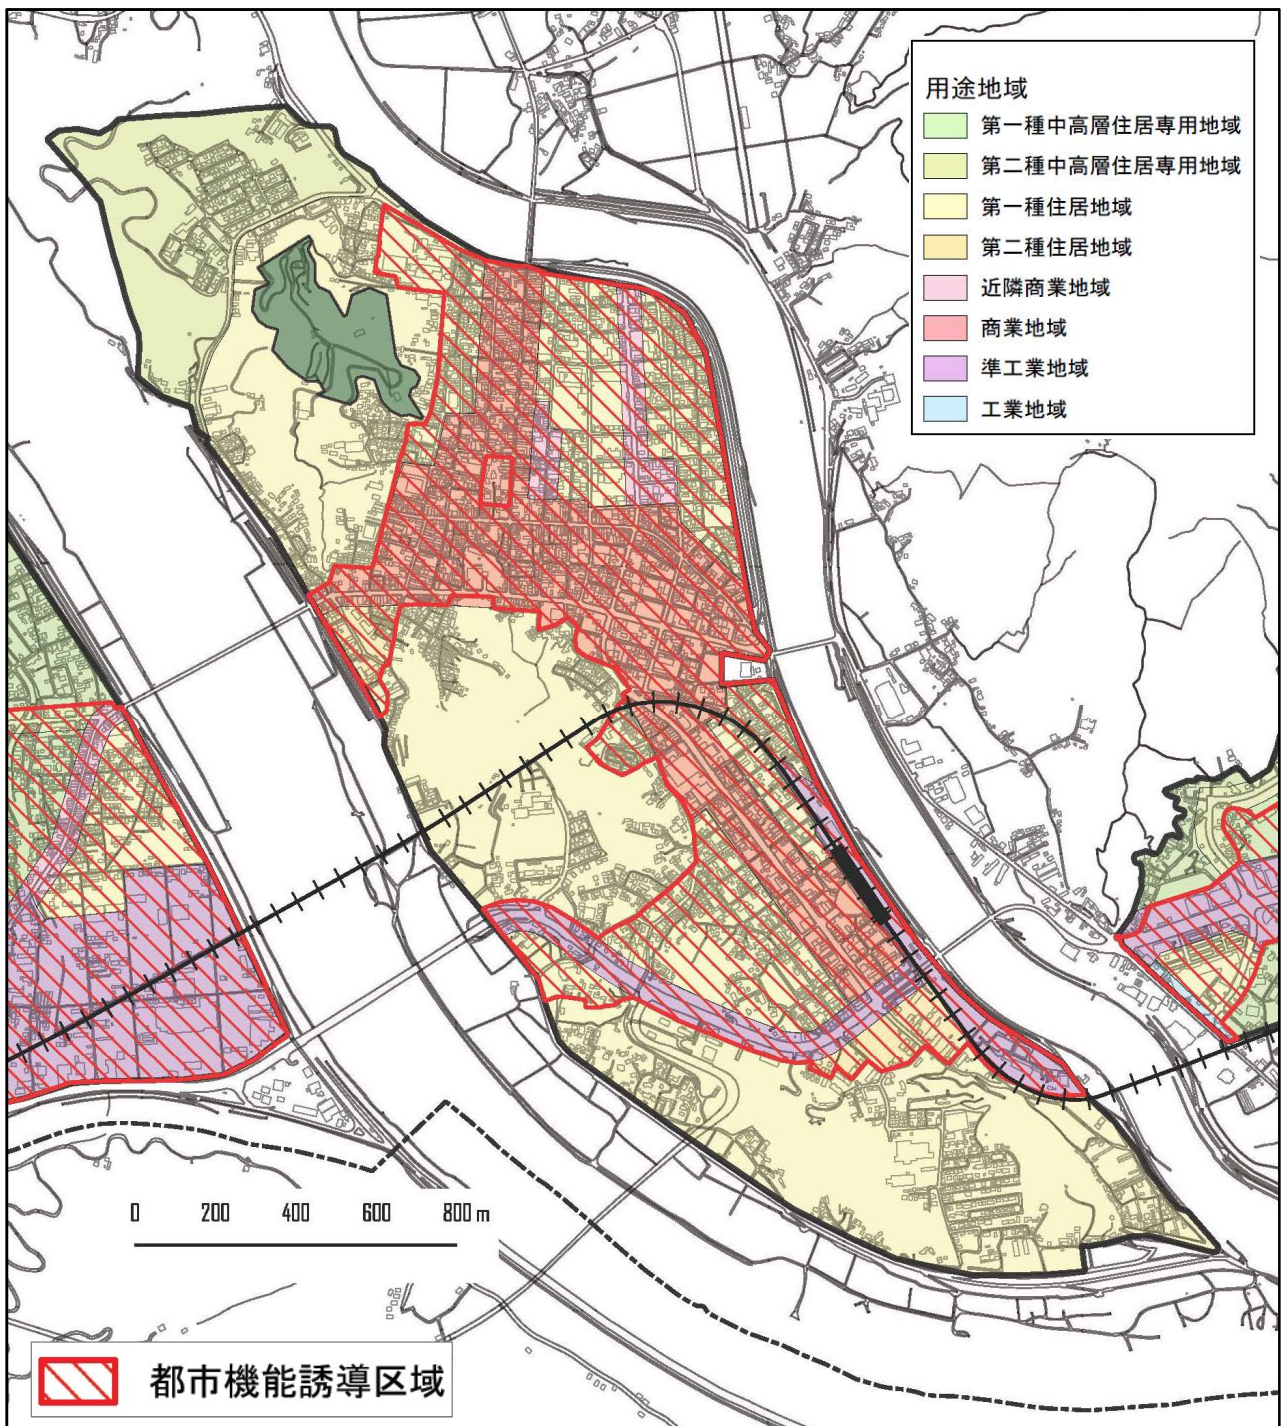 用途地域
第一種中高層住居専用地域
第二種中高層住居専用地域
第一種住居地域
第二種住居地域
近隣商業地域
商業地域
準工業地域
工業地域
0 200 400 600 800 m
都市機能誘導区域